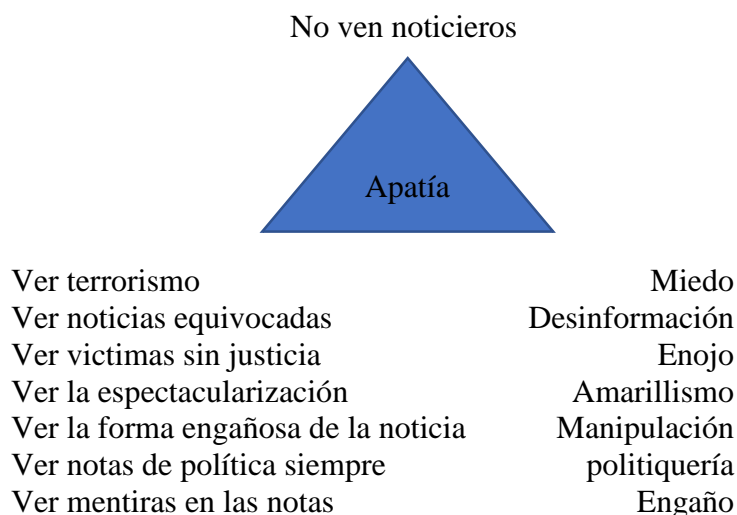 No ven noticieros
Apatía
Ver terrorismo Miedo
Ver noticias equivocadas Desinformación
Ver victimas sin justicia Enojo
Ver la espectacularización Amarillismo
Ver la forma engañosa de la noticia Manipulación
Ver notas de política siempre politiquería
Ver mentiras en las notas Engaño